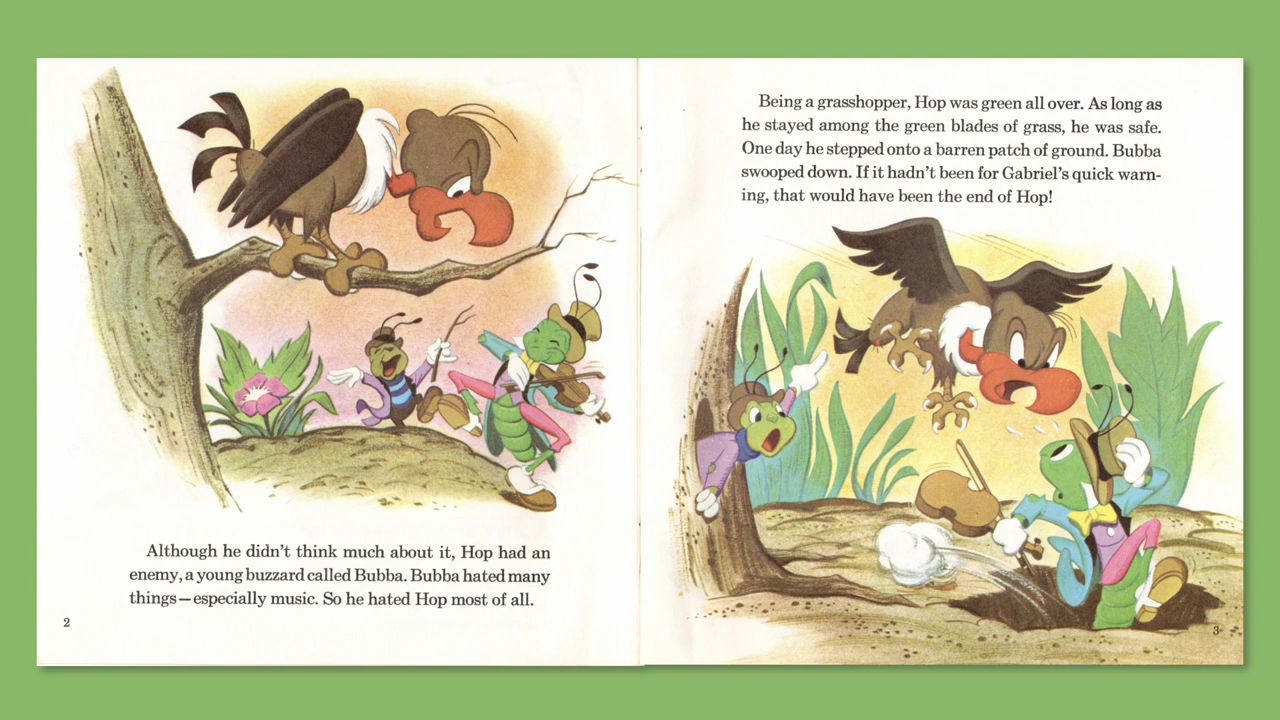 Although he didn't think much about it, Hop had an
enemy, a young buzzard called Bubba. Bubba hated many
things—especially music. So he hated Hop most of all.
2
Being a grasshopper, Hop was green all over. As long as
he stayed among the green blades of grass, he was safe.
One day he stepped onto a barren patch of ground. Bubba
swooped down. If it hadn't been for Gabriel's quick warn-
ing, that would have been the end of Hop!
3